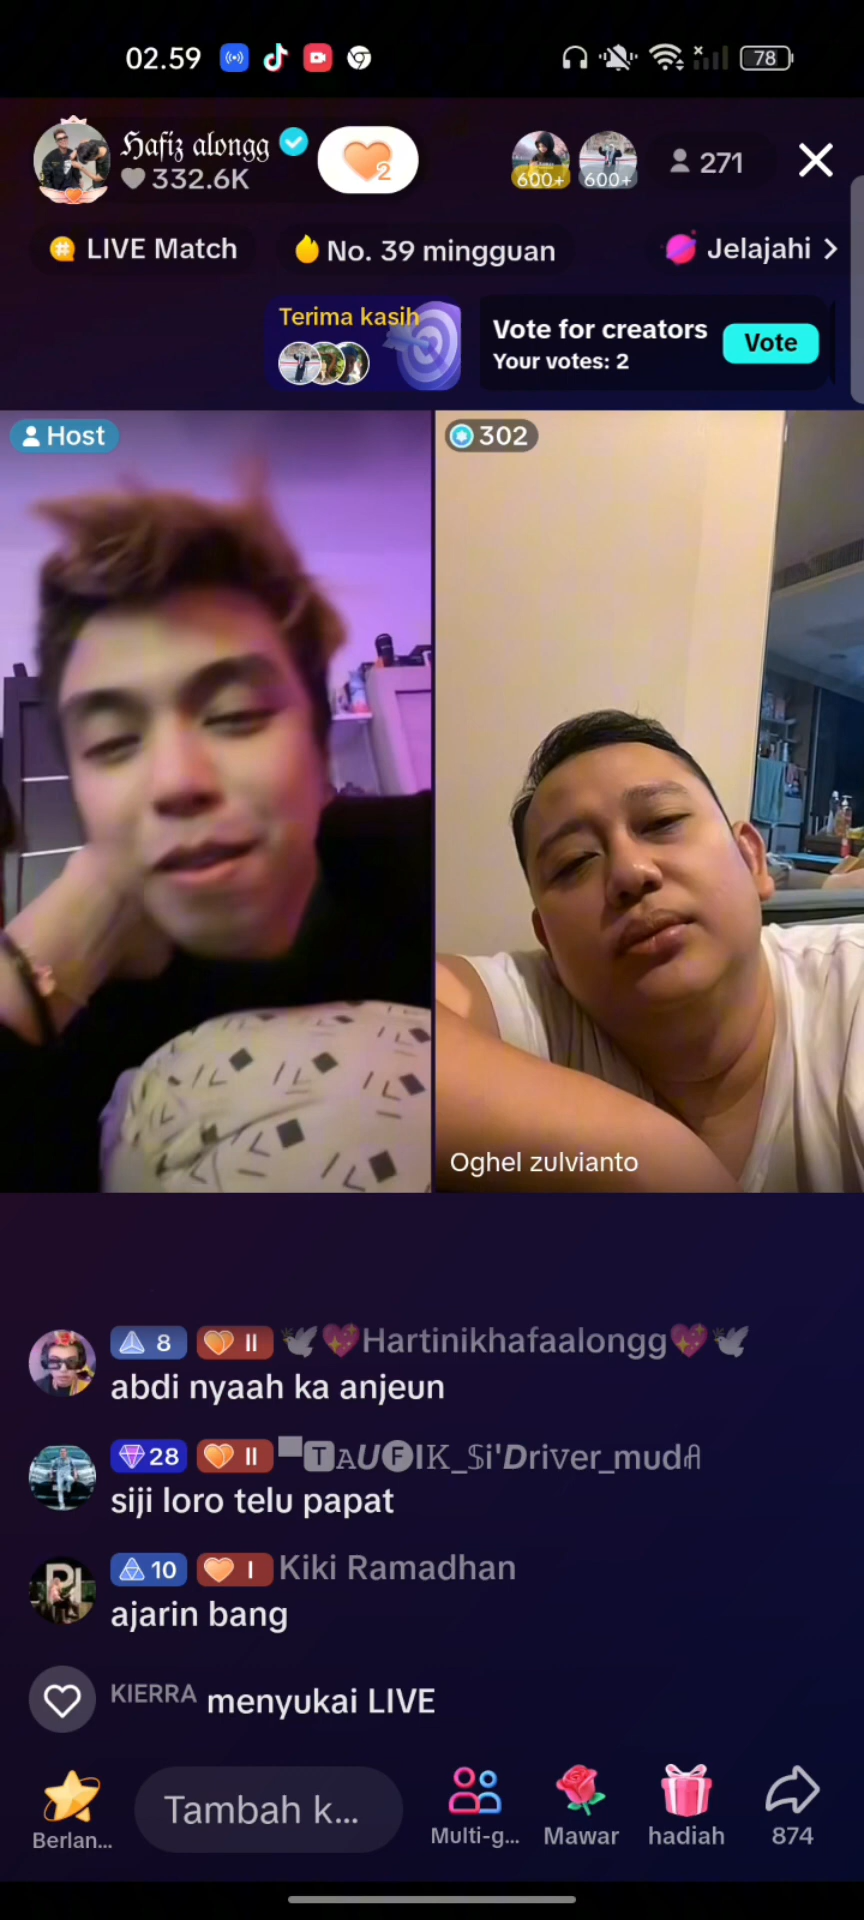 02.59
78
ℌafiz alongg
2
332.6K
600+
600+
271
LIVE Match
No. 39 mingguan
Jelajahi
Terima kasih
Vote for creators
Your votes: 2
Vote
Host
302
Oghel zulvianto
8 II 🕊️💖Hartinikhafaalongg💖🕊️
abdi nyaah ka anjeun
28 II ▀🆃𝙰𝙐🅕𝗜𝕂_𝕊i'𝘿ri𝕧er_mudꍏ
siji loro telu papat
10 I Kiki Ramadhan
ajarin bang
KIERRA menyukai LIVE
Berlan...
Tambah k...
Multi-g...
Mawar
hadiah
874